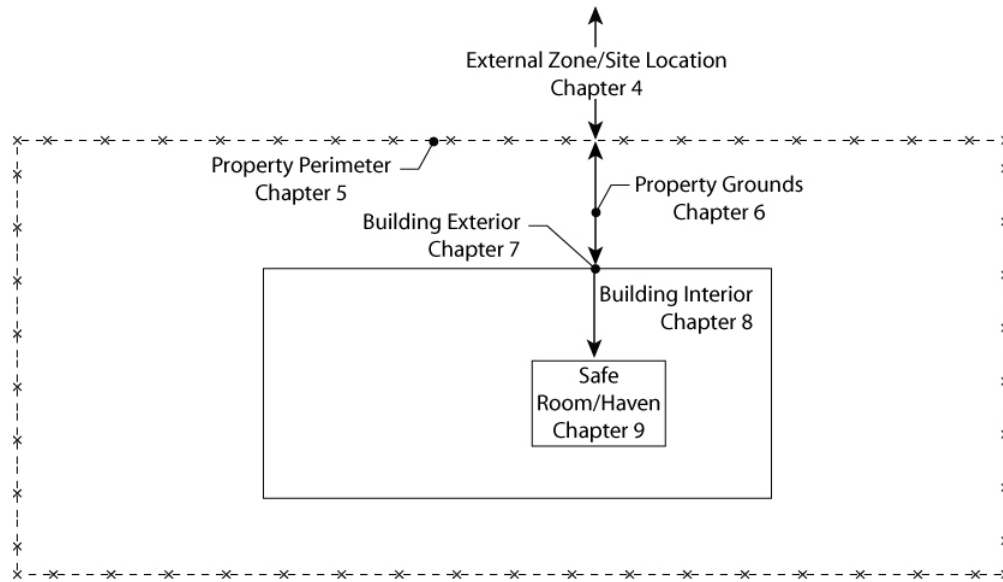 External Zone/Site Location
Chapter 4
Property Perimeter
Chapter 5
Property Grounds
Chapter 6
Building Exterior
Chapter 7
Building Interior
Chapter 8
Safe
Room/Haven
Chapter 9